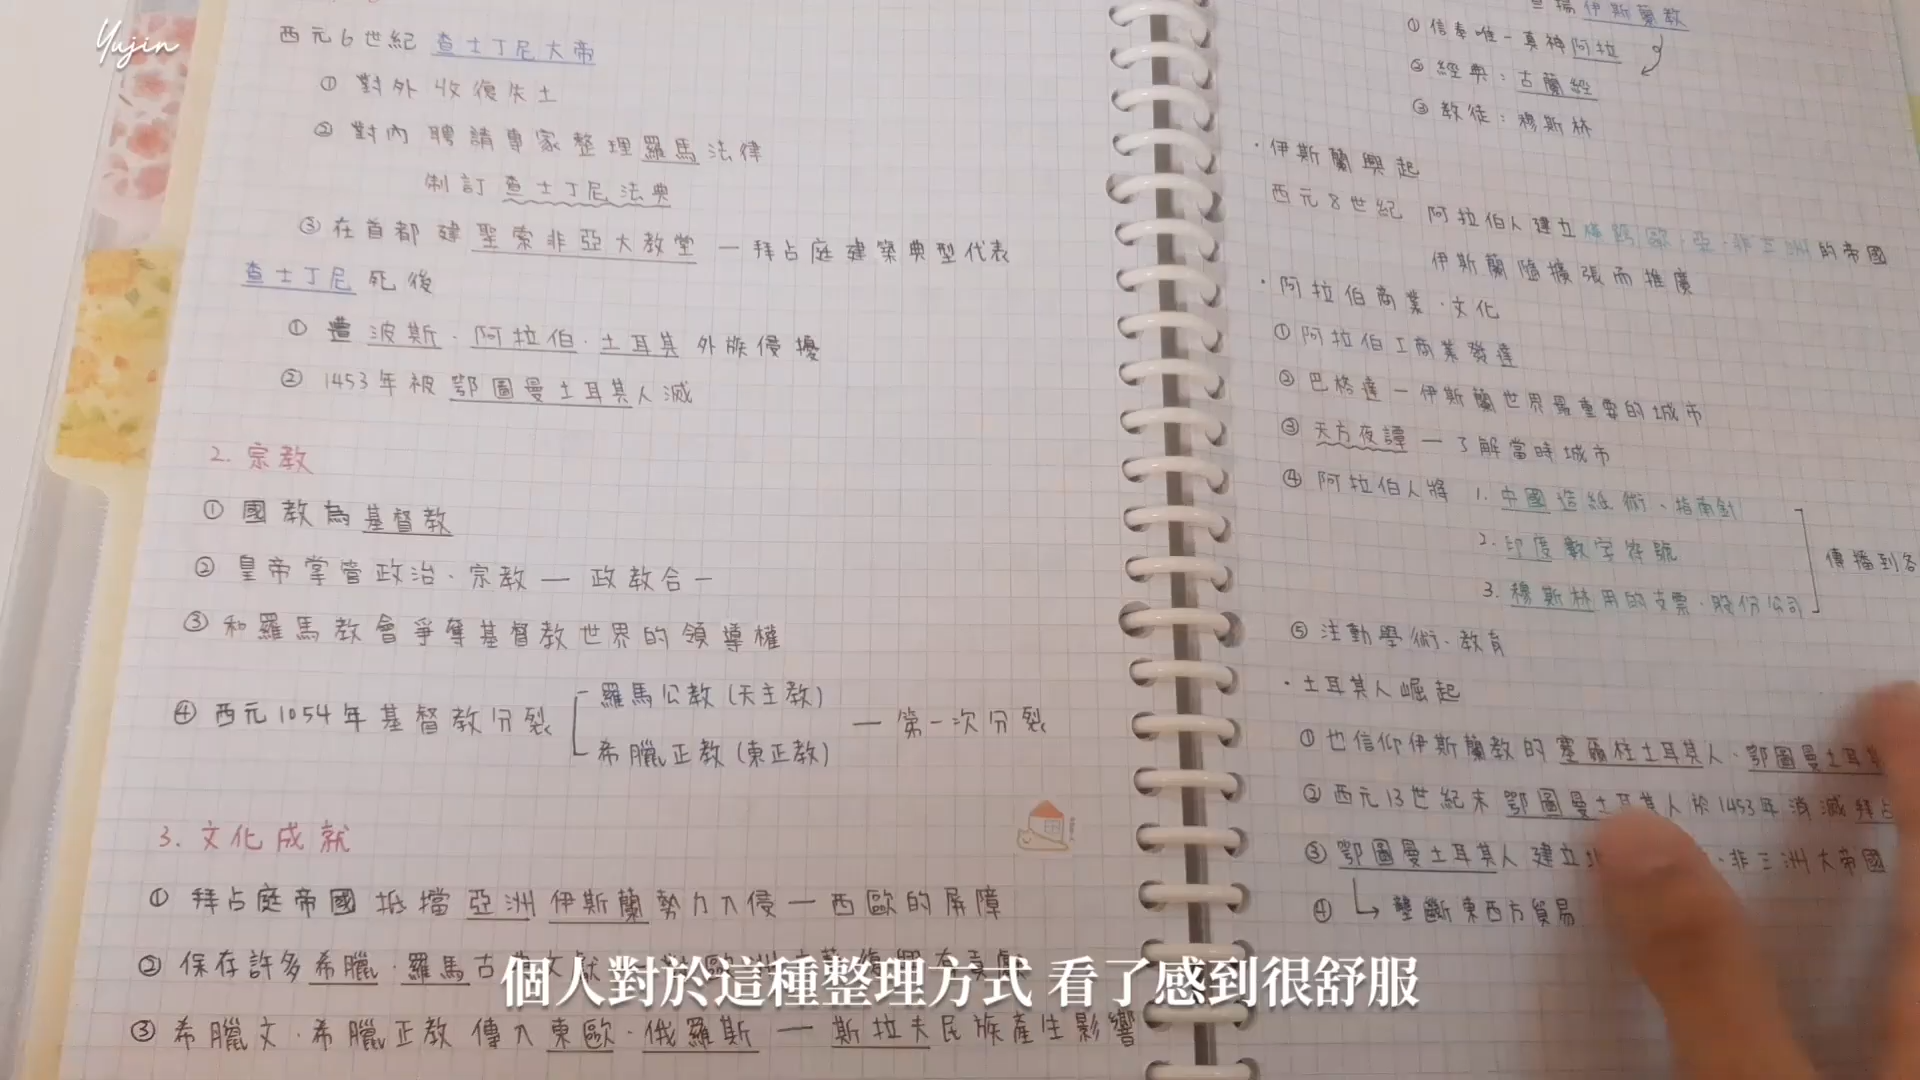 Yujin
西元6世紀 查士丁尼大帝
① 對外 收復失土
② 對內 聘請專家整理羅馬法律
制訂 查士丁尼法典
③ 在首都 建聖索非亞大教堂 — 拜占庭建築典型代表
查士丁尼 死後
① 遭 波斯·阿拉伯·土耳其 外族侵擾
② 1453年被 鄂圖曼土耳其人滅
2. 宗教
① 國教為基督教
② 皇帝掌管政治·宗教 — 政教合一
③ 和羅馬教會爭奪基督教世界的領導權
④ 西元1054年基督教分裂
羅馬公教(天主教)
希臘正教(東正教)
— 第一次分裂
3. 文化成就
① 拜占庭帝國 抵擋 亞洲 伊斯蘭勢力入侵 — 西歐的屏障
② 保存許多希臘·羅馬古
③ 希臘文·希臘正教 傳入 東歐·俄羅斯 — 斯拉夫民族產生影響
伊斯蘭教
① 信奉唯一真神阿拉
② 經典：古蘭經
③ 教徒：穆斯林
·伊斯蘭興起
西元8世紀 阿拉伯人建立橫跨歐·亞·非三洲的帝國
伊斯蘭隨擴張而推廣
·阿拉伯商業·文化
① 阿拉伯工商業發達
② 巴格達 — 伊斯蘭世界最重要的城市
③ 天方夜譚 — 了解當時城市
④ 阿拉伯人將
1. 中國造紙術、指南針
2. 印度數字符號
3. 穆斯林用的支票·股份公司
傳播到各
⑤ 注動學術·教育
·土耳其人崛起
① 也信仰伊斯蘭教的塞爾柱土耳其人、鄂圖曼土耳其
② 西元13世紀末 鄂圖曼土耳其人於1453年消滅拜占
③ 鄂圖曼土耳其人 建立 非三洲大帝國
④ ↳ 壟斷東西方貿易
個人對於這種整理方式 看了感到很舒服